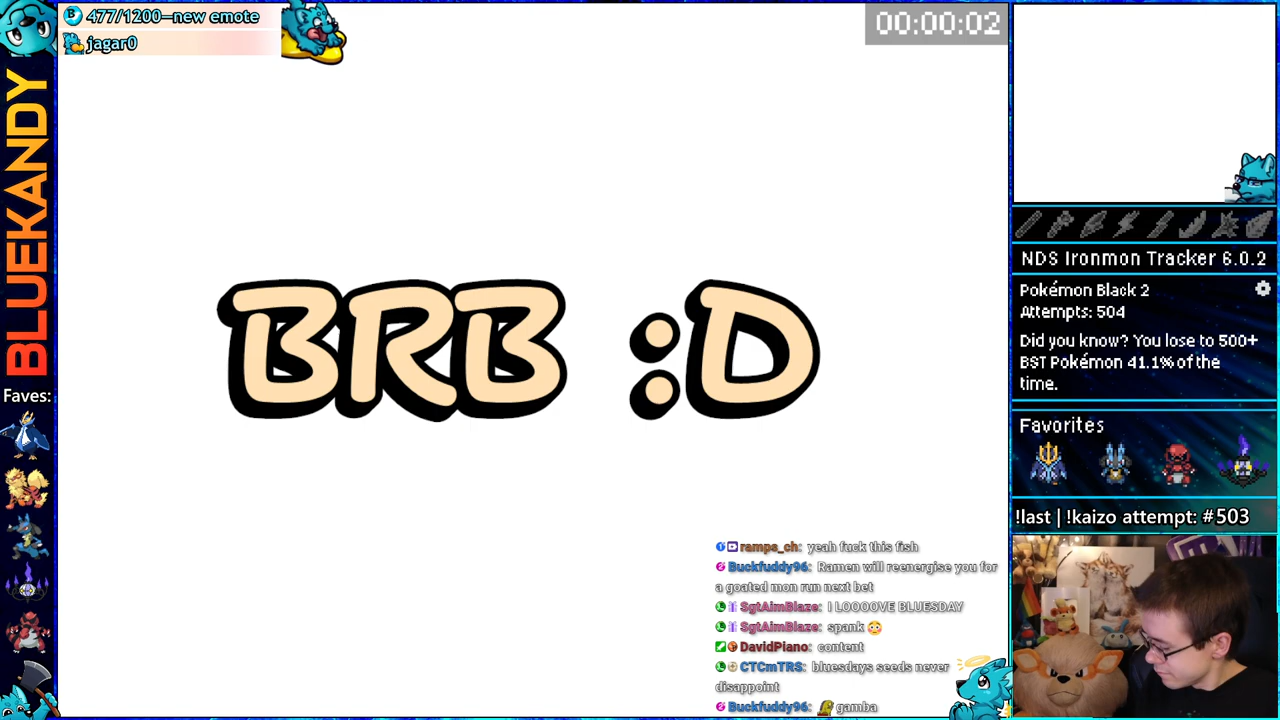 477/1200—new emote
jagar0
00:00:02
BLUEKANDY
Faves:
BRB :D
NDS Ironmon Tracker 6.0.2
Pokémon Black 2
Attempts: 504
Did you know? You lose to 500+
BST Pokémon 41.1% of the
time.
Favorites
!last | !kaizo attempt: #503
ramps_ch: yeah fuck this fish
Buckfuddy96: Ramen will reenergise you for
a goated mon run next bet
SgtAimBlaze: I LOOOOVE BLUESDAY
SgtAimBlaze: spank 😳
DavidPiano: content
CTCmTRS: bluesdays seeds never
disappoint
Buckfuddy96: gamba